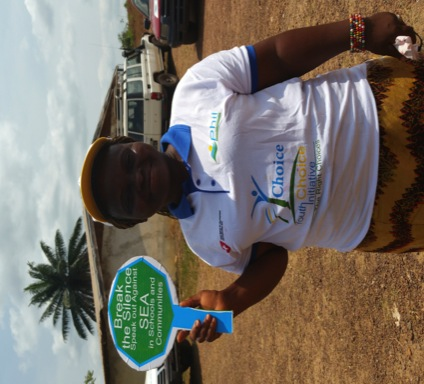 Break
the Silence
Speak out Against
SEA
in Schools and
Communities
Choice
Youth Choice
Initiative